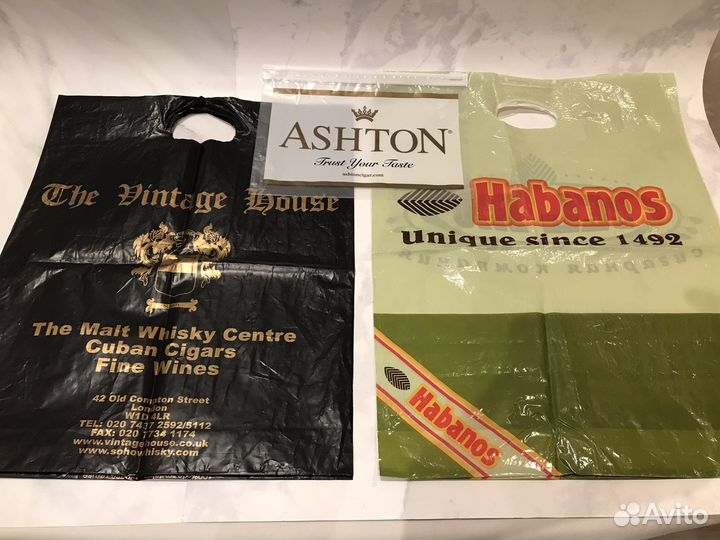 The Vintage House
The Malt Whisky Centre
Cuban Cigars
Fine Wines
42 Old Compton Street
London
W1D 4LR
TEL: 020 7437 2592/5112
FAX: 020 7734 1174
www.vintagehouse.co.uk
www.sohowhisky.com
ASHTON®
Trust Your Taste
ashtoncigar.com
Habanos
Unique since 1492
сигарная компания
Habanos
Avito